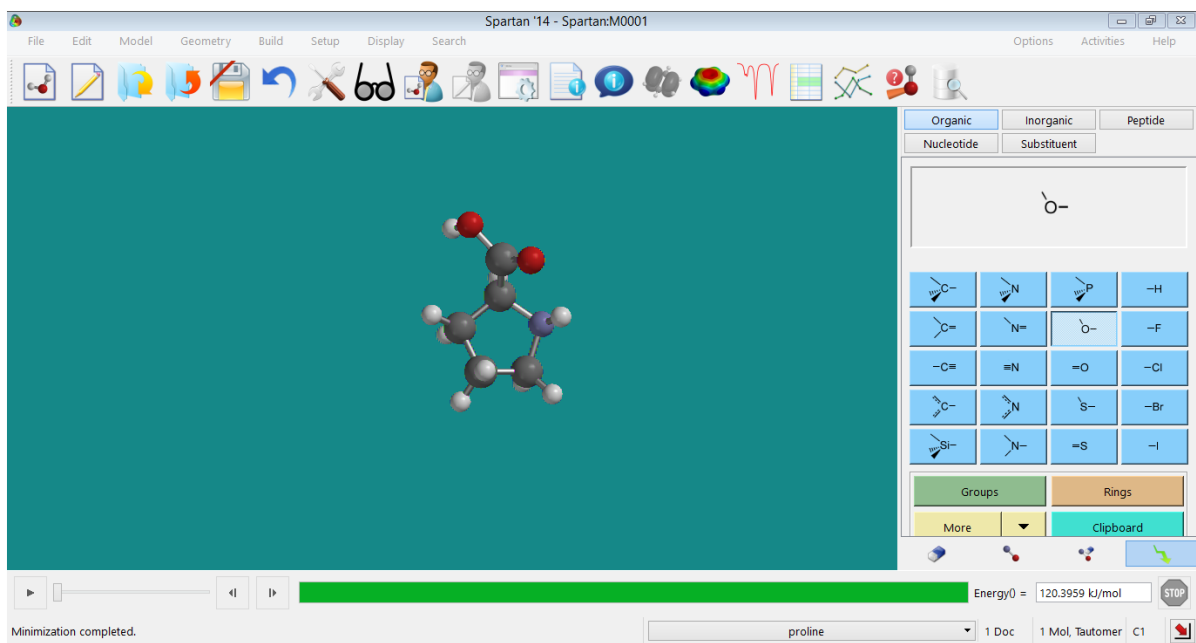 Spartan '14 - Spartan:M0001
File Edit Model Geometry Build Setup Display Search Options Activities Help
Organic Inorganic Peptide
Nucleotide Substituent
O−
C− N P −H
C= N= O− −F
−C≡ ≡N =O −Cl
C− N S− −Br
Si− N− =S −I
Groups Rings
More Clipboard
Energy() = 120.3959 kJ/mol STOP
Minimization completed. proline 1 Doc 1 Mol, Tautomer C1